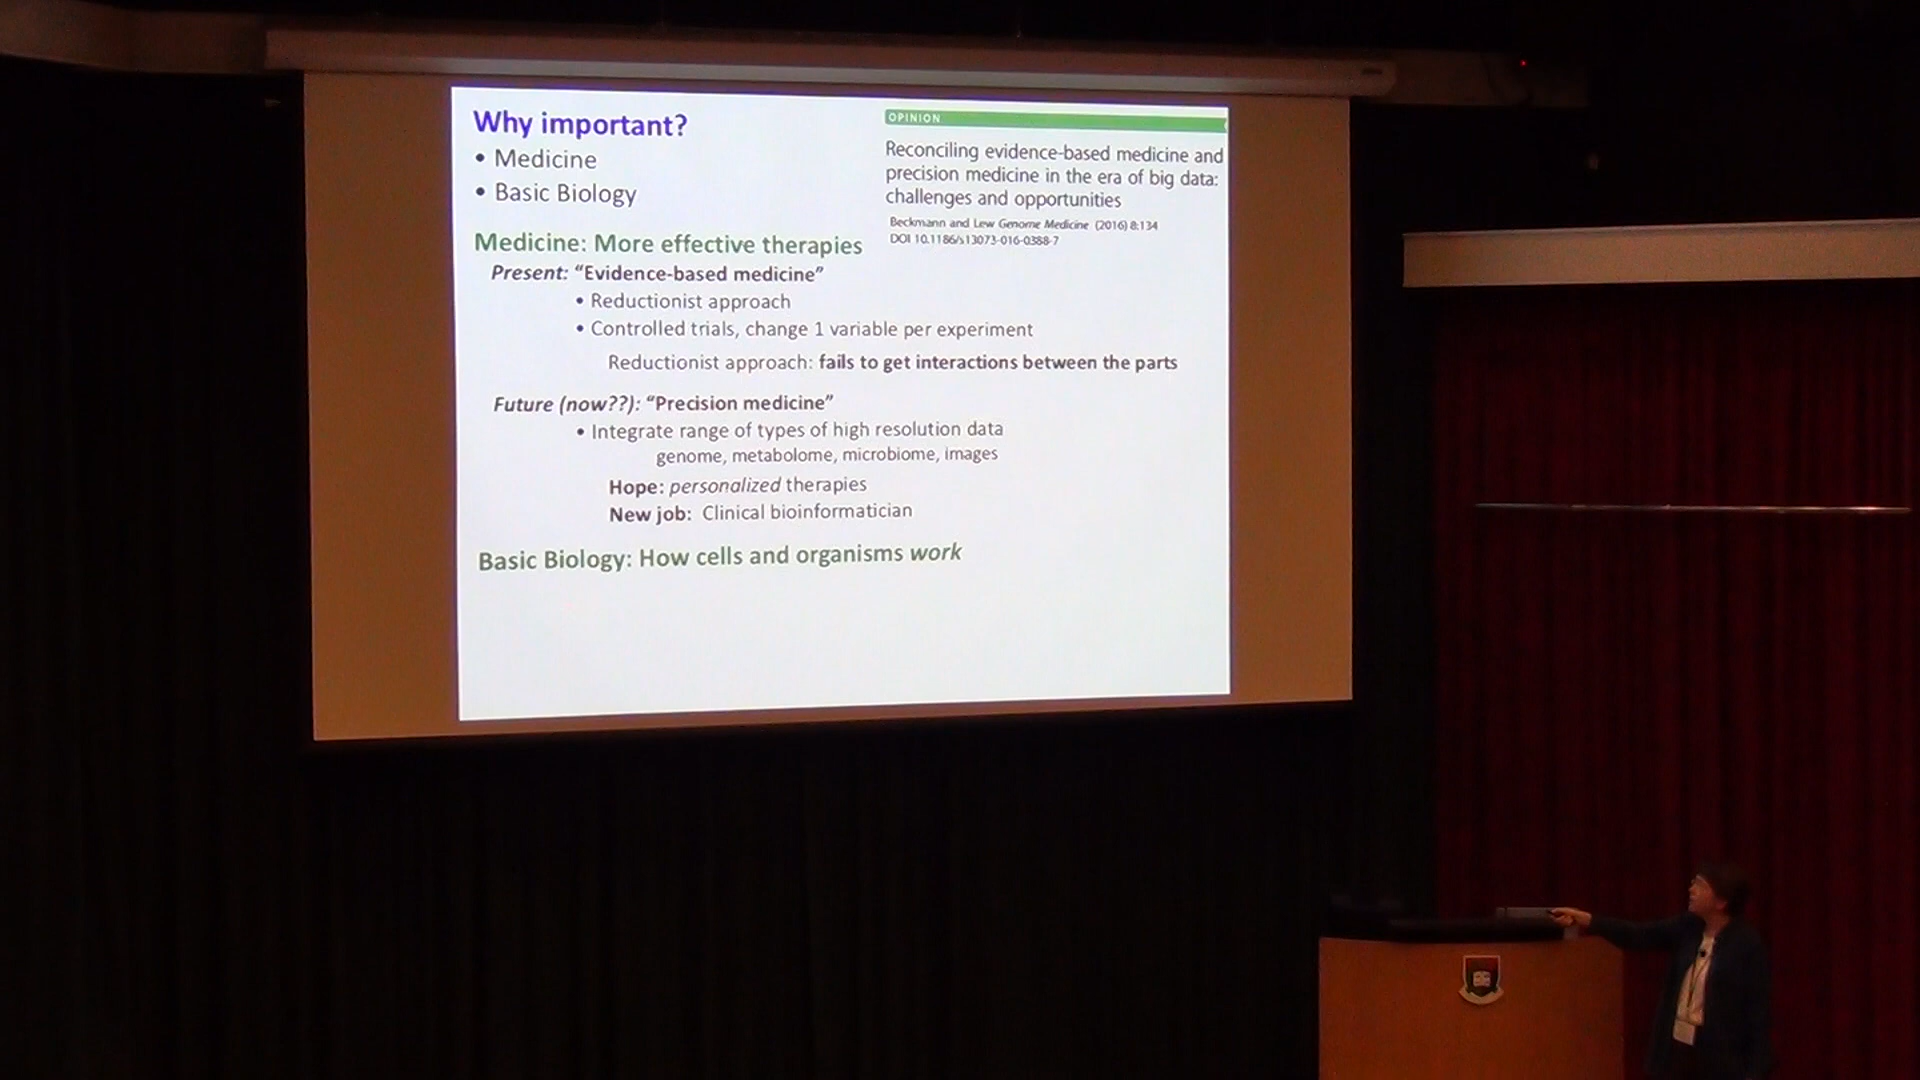 Why important?
• Medicine
• Basic Biology
OPINION
Reconciling evidence-based medicine and
precision medicine in the era of big data:
challenges and opportunities
Beckmann and Lew Genome Medicine (2016) 8:134
DOI 10.1186/s13073-016-0388-7
Medicine: More effective therapies
Present: “Evidence-based medicine”
• Reductionist approach
• Controlled trials, change 1 variable per experiment
Reductionist approach: fails to get interactions between the parts
Future (now??): “Precision medicine”
• Integrate range of types of high resolution data
genome, metabolome, microbiome, images
Hope: personalized therapies
New job: Clinical bioinformatician
Basic Biology: How cells and organisms work